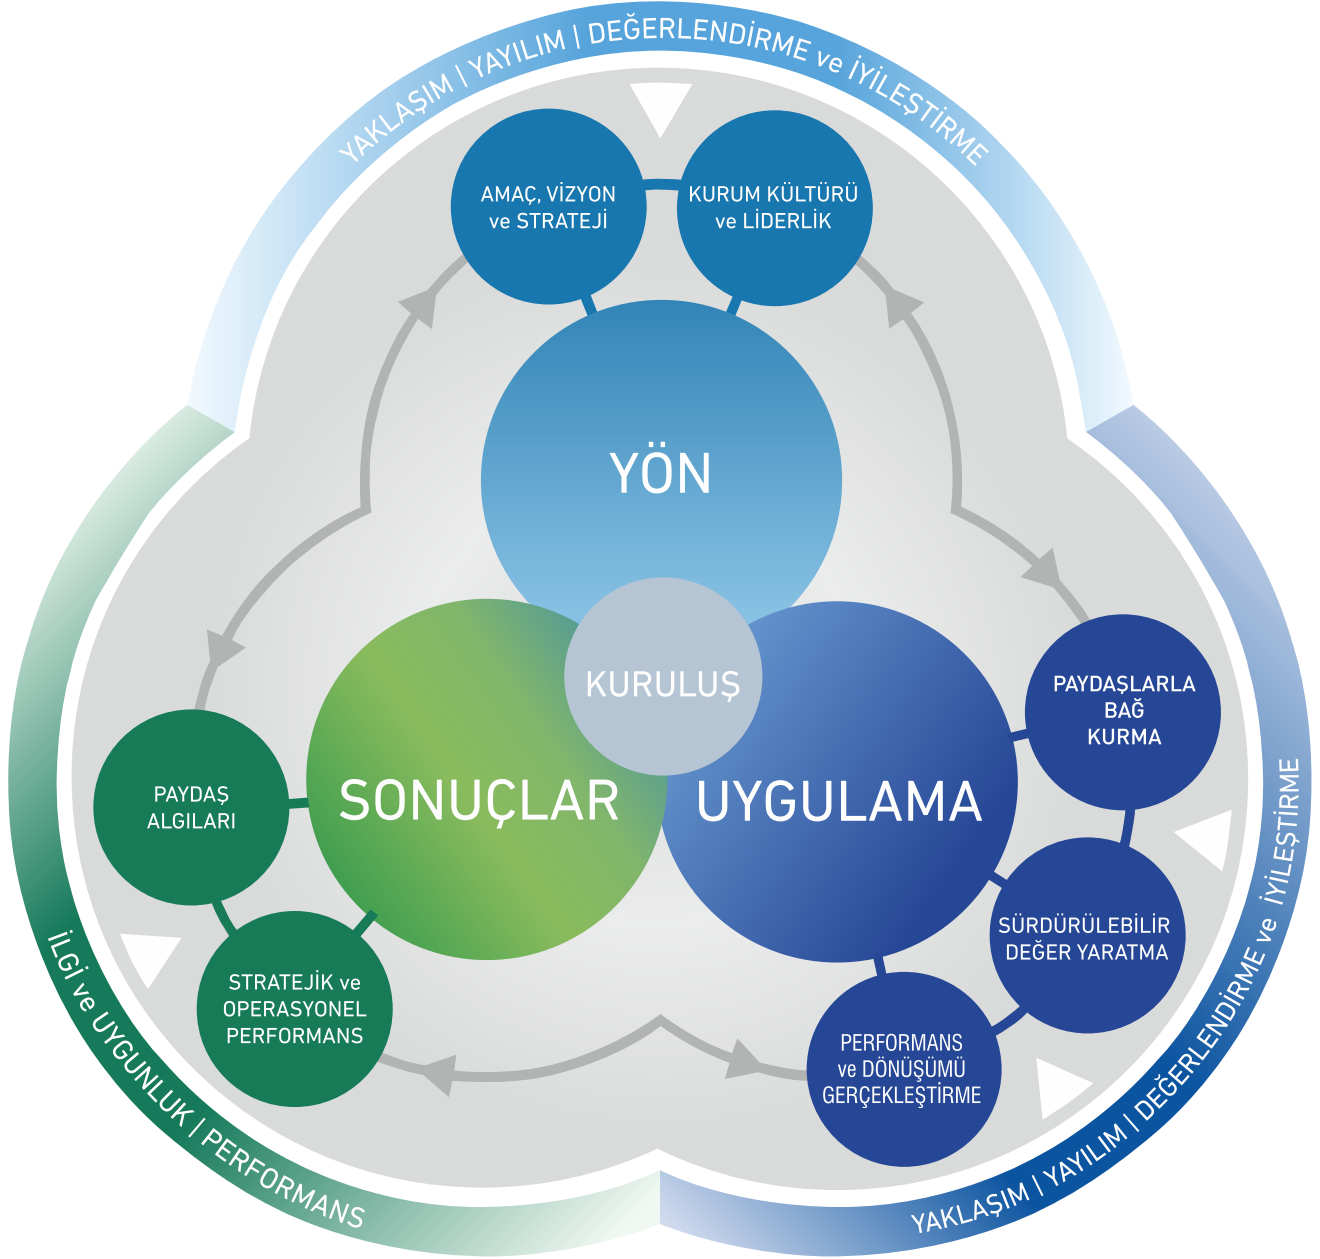 YAKLAŞIM | YAYILIM | DEĞERLENDİRME ve İYİLEŞTİRME
AMAÇ, VİZYON
ve STRATEJİ
KURUM KÜLTÜRÜ
ve LİDERLİK
YÖN
KURULUŞ
SONUÇLAR
UYGULAMA
PAYDAŞLARLA
BAĞ
KURMA
SÜRDÜRÜLEBİLİR
DEĞER YARATMA
PERFORMANS
ve DÖNÜŞÜMÜ
GERÇEKLEŞTİRME
PAYDAŞ
ALGILARI
STRATEJİK ve
OPERASYONEL
PERFORMANS
İLGİ ve UYGUNLUK | PERFORMANS
YAKLAŞIM | YAYILIM | DEĞERLENDİRME ve İYİLEŞTİRME